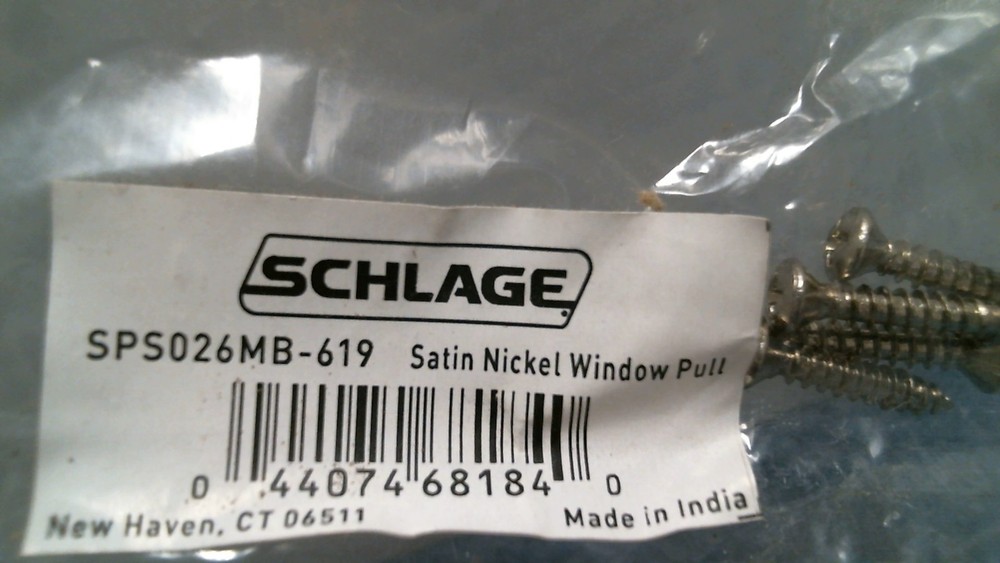 SCHLAGE
SPS026MB-619 Satin Nickel Window Pull
0 44074 68184 0
New Haven, CT 06511 Made in India